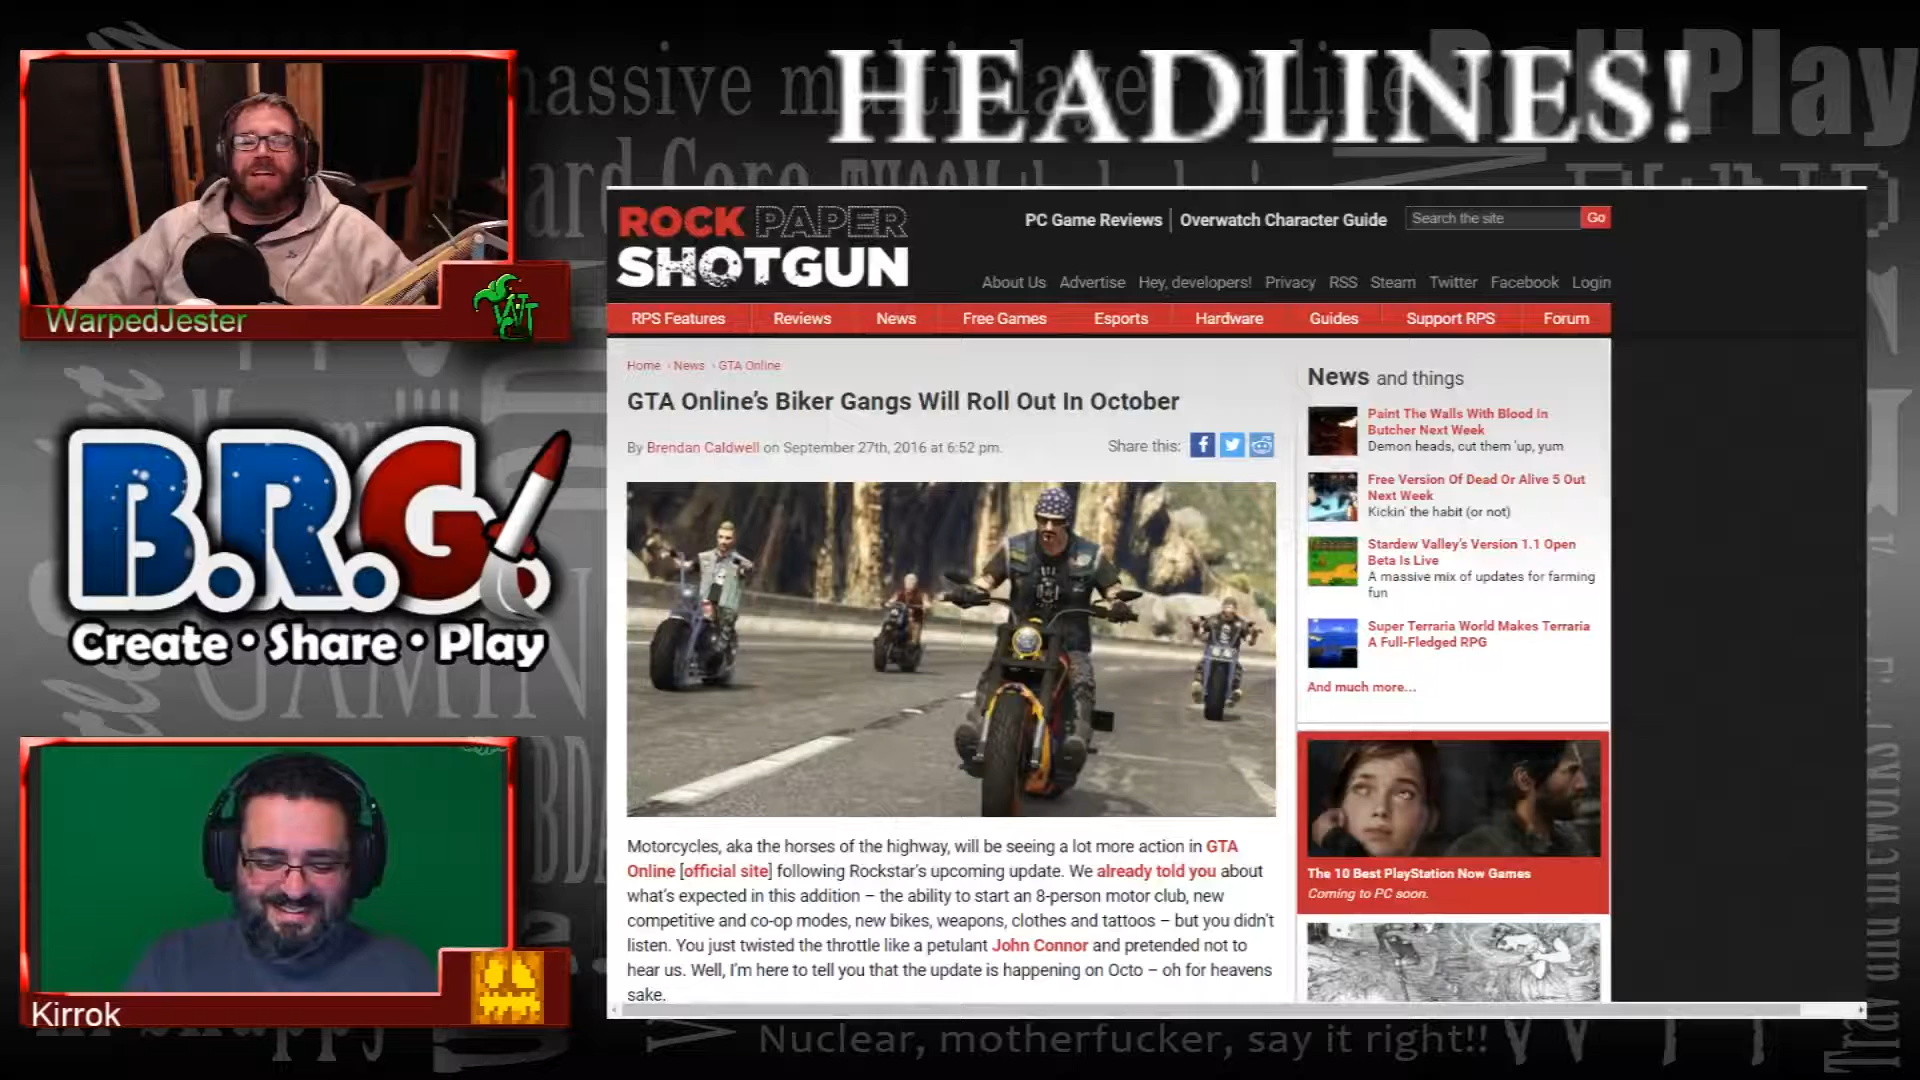 HEADLINES!
massive multiplayer online
Roll Play
WarpedJester
B.R.G.
Create • Share • Play
GAMING
Kirrok
ROCK PAPER
SHOTGUN
PC Game Reviews | Overwatch Character Guide
Search the site
Go
About Us Advertise Hey, developers! Privacy RSS Steam Twitter Facebook Login
RPS Features Reviews News Free Games Esports Hardware Guides Support RPS Forum
Home › News › GTA Online
GTA Online's Biker Gangs Will Roll Out In October
By Brendan Caldwell on September 27th, 2016 at 6:52 pm.
Share this:
Motorcycles, aka the horses of the highway, will be seeing a lot more action in GTA
Online [official site] following Rockstar's upcoming update. We already told you about
what's expected in this addition – the ability to start an 8-person motor club, new
competitive and co-op modes, new bikes, weapons, clothes and tattoos – but you didn't
listen. You just twisted the throttle like a petulant John Connor and pretended not to
hear us. Well, I'm here to tell you that the update is happening on Octo – oh for heavens
sake.
News and things
Paint The Walls With Blood In
Butcher Next Week
Demon heads, cut them 'up, yum
Free Version Of Dead Or Alive 5 Out
Next Week
Kickin' the habit (or not)
Stardew Valley's Version 1.1 Open
Beta Is Live
A massive mix of updates for farming
fun
Super Terraria World Makes Terraria
A Full-Fledged RPG
And much more...
The 10 Best PlayStation Now Games
Coming to PC soon.
Nuclear, motherfucker, say it right!!